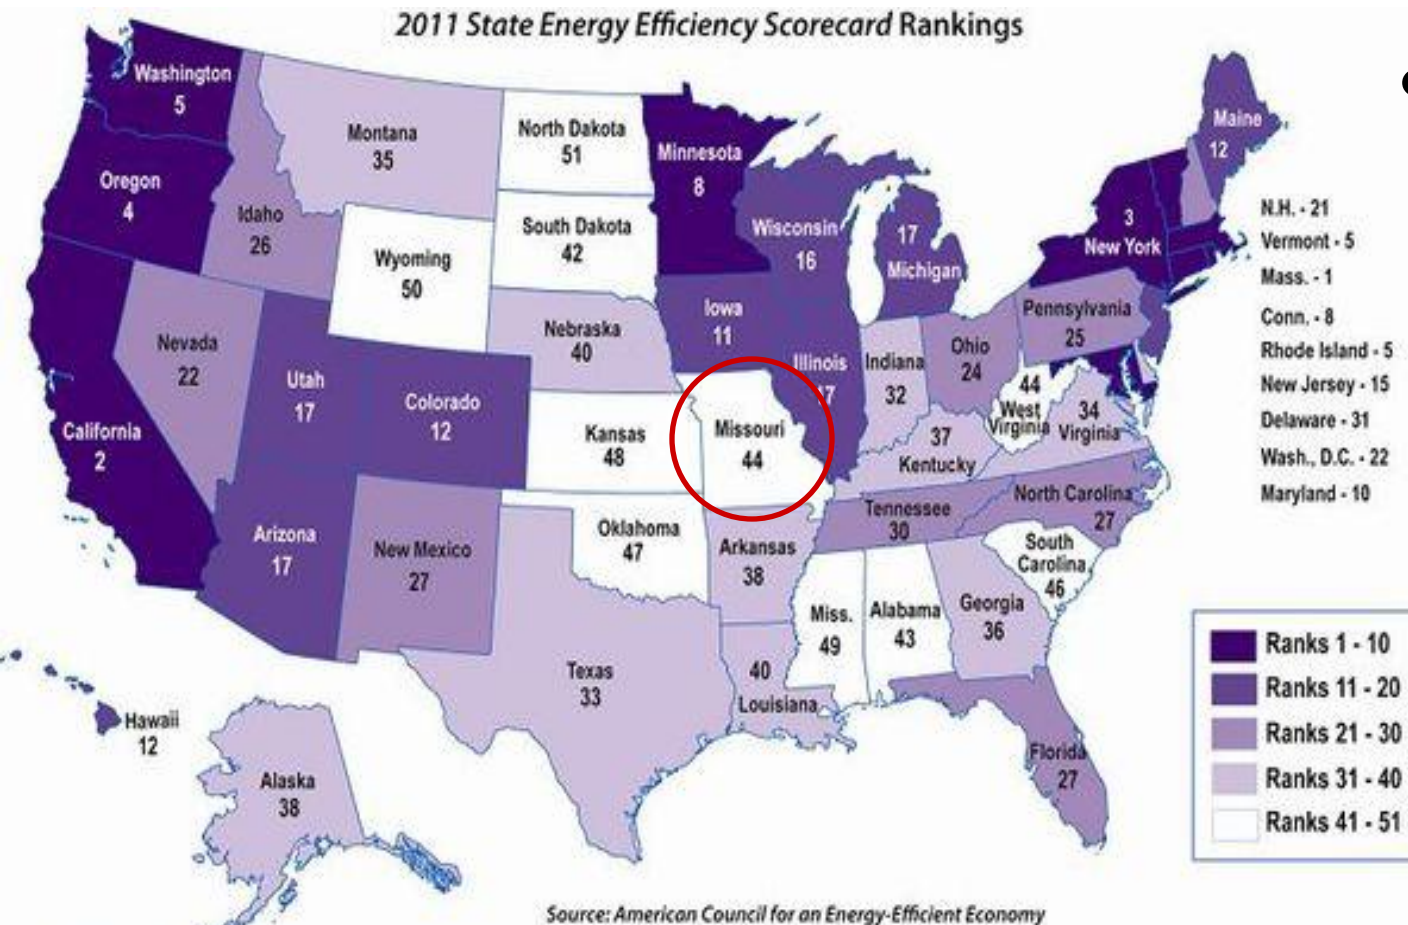 2011 State Energy Efficiency Scorecard Rankings
Washington
5
Oregon
4
California
2
Idaho
26
Nevada
22
Montana
35
Wyoming
50
Utah
17
Colorado
12
Arizona
17
New Mexico
27
North Dakota
51
South Dakota
42
Nebraska
40
Kansas
48
Oklahoma
47
Texas
33
Minnesota
8
Iowa
11
Missouri
44
Arkansas
38
40
Louisiana
Wisconsin
16
Illinois
17
17
Michigan
Indiana
32
Ohio
24
37
Kentucky
Tennessee
30
Miss.
49
Alabama
43
Georgia
36
Florida
27
South
Carolina
46
North Carolina
27
34
Virginia
44
West
Virginia
Pennsylvania
25
3
New York
Maine
12
Hawaii
12
Alaska
38
N.H. - 21
Vermont - 5
Mass. - 1
Conn. - 8
Rhode Island - 5
New Jersey - 15
Delaware - 31
Wash., D.C. - 22
Maryland - 10
Ranks 1 - 10
Ranks 11 - 20
Ranks 21 - 30
Ranks 31 - 40
Ranks 41 - 51
Source: American Council for an Energy-Efficient Economy